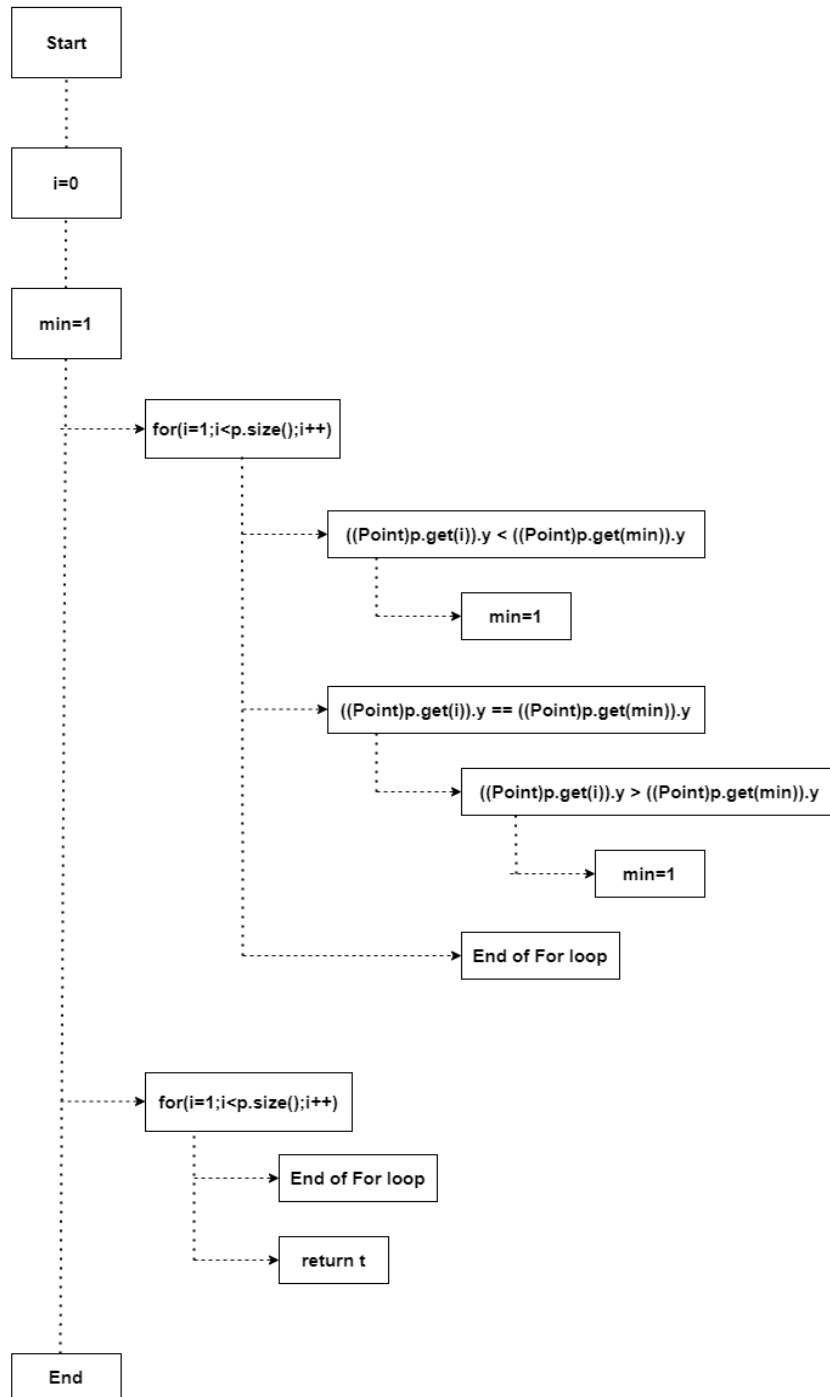 Start
i=0
min=1
for(i=1;i<p.size();i++)
((Point)p.get(i)).y < ((Point)p.get(min)).y
min=1
((Point)p.get(i)).y == ((Point)p.get(min)).y
((Point)p.get(i)).y > ((Point)p.get(min)).y
min=1
End of For loop
for(i=1;i<p.size();i++)
End of For loop
return t
End